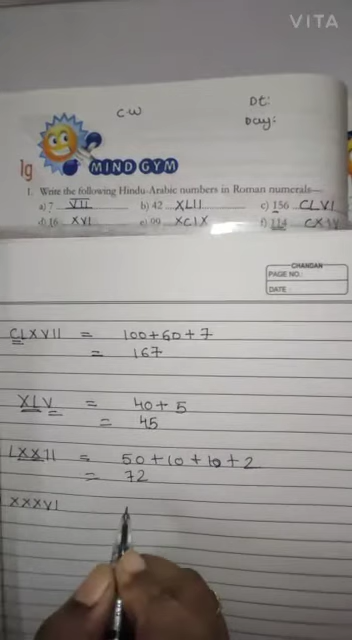 VITA
CW
Dt:
Day:
1g
MIND GYM
1. Write the following Hindu-Arabic numbers in Roman numerals—
a) 7 VII b) 42 XLII c) 156 CLVI
d) 16 XVI e) 99 XCIX f) 114
CHANDAN
PAGE NO.:
DATE :
CLXVII = 100+60+7
= 167
XLV = 40+5
= 45
LXXII = 50+10+10+2
= 72
XXXVI